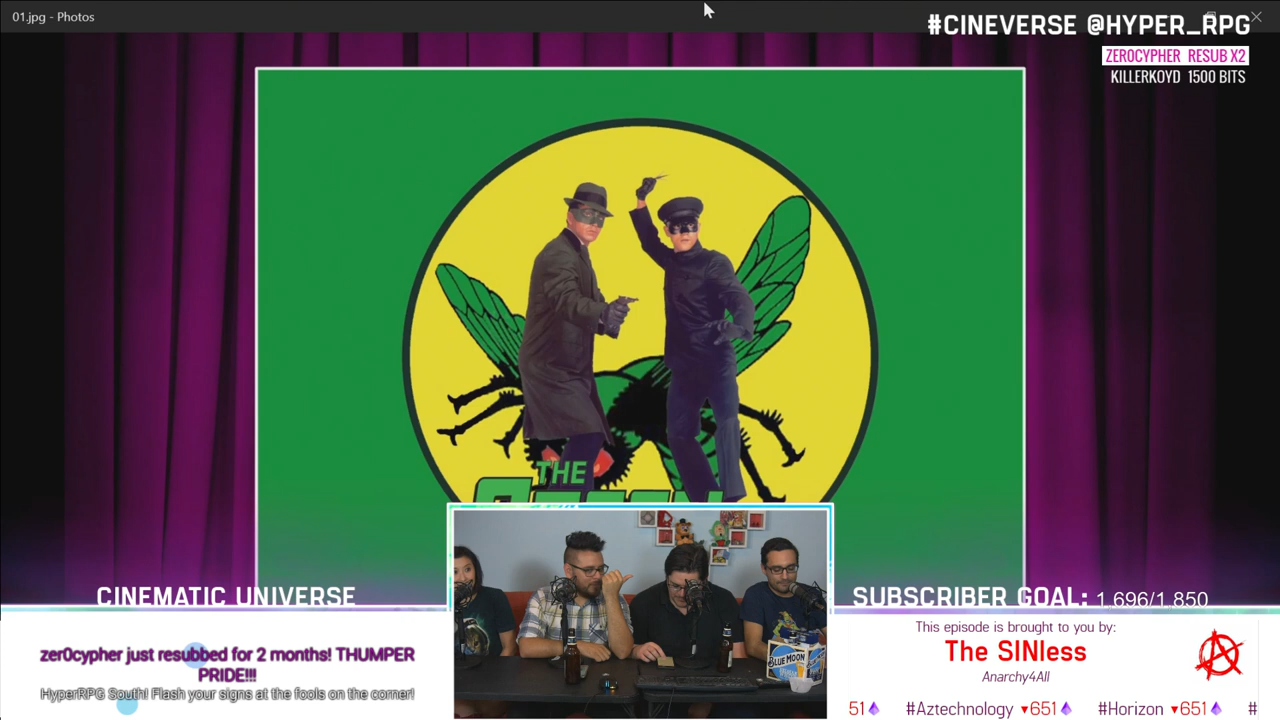 01.jpg - Photos
#CINEVERSE @HYPER_RPG
ZEROCYPHER RESUB X2
KILLERKOYD 1500 BITS
THE
CINEMATIC UNIVERSE
SUBSCRIBER GOAL: 1,696/1,850
zer0cypher just resubbed for 2 months! THUMPER
PRIDE!!!
HyperRPG South! Flash your signs at the fools on the corner!
BLUE MOON
This episode is brought to you by:
The SINless
Anarchy4All
51 #Aztechnology ▾651 #Horizon ▾651 #